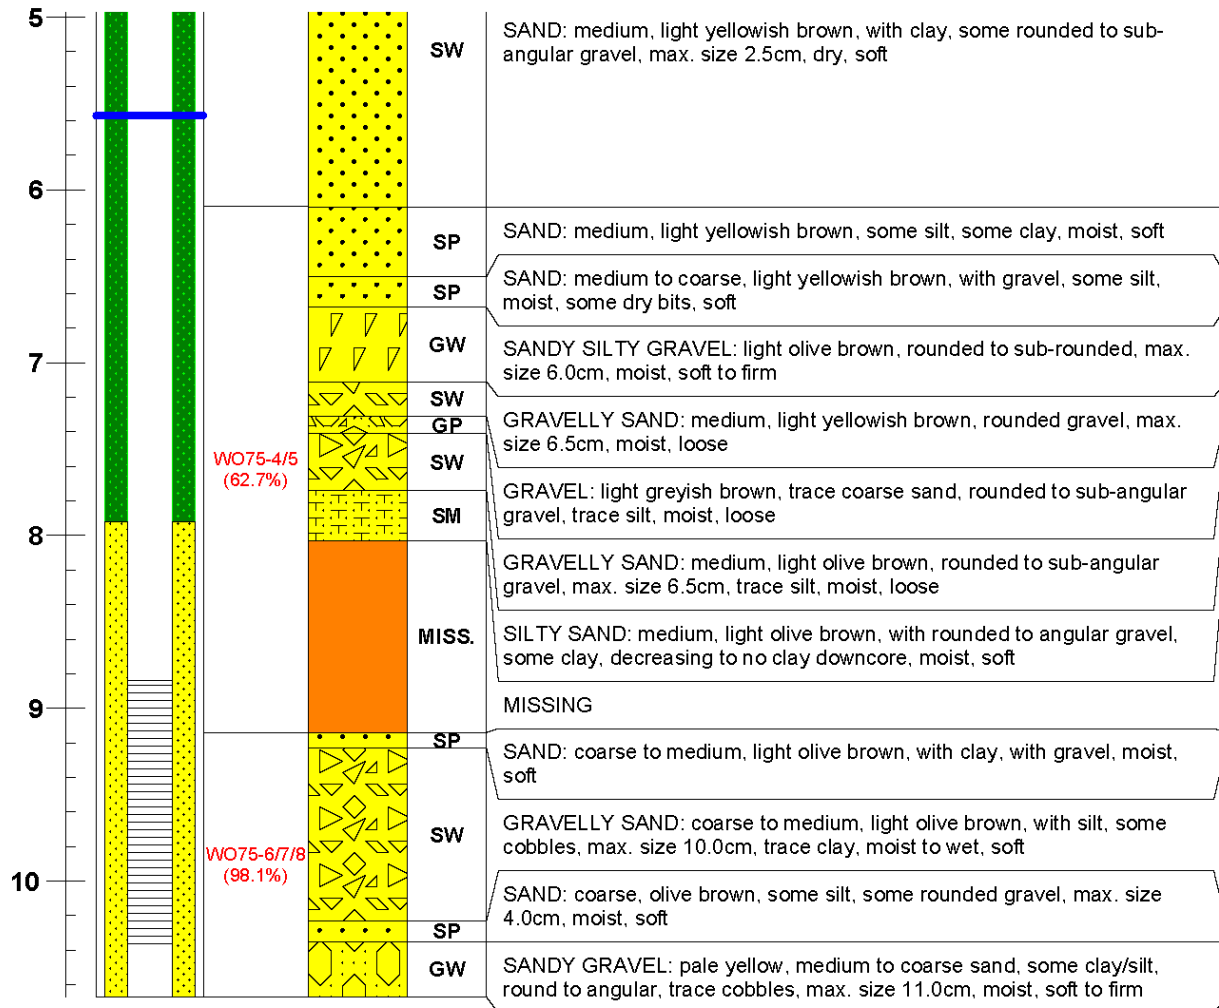 5
SW
SAND: medium, light yellowish brown, with clay, some rounded to sub-
angular gravel, max. size 2.5cm, dry, soft
6
SP
SAND: medium, light yellowish brown, some silt, some clay, moist, soft
SP
SAND: medium to coarse, light yellowish brown, with gravel, some silt,
moist, some dry bits, soft
GW
SANDY SILTY GRAVEL: light olive brown, rounded to sub-rounded, max.
size 6.0cm, moist, soft to firm
7
SW
GRAVELLY SAND: medium, light yellowish brown, rounded gravel, max.
size 6.5cm, moist, loose
GP
WO75-4/5
(62.7%)
SW
GRAVEL: light greyish brown, trace coarse sand, rounded to sub-angular
gravel, trace silt, moist, loose
SM
8
GRAVELLY SAND: medium, light olive brown, rounded to sub-angular
gravel, max. size 6.5cm, trace silt, moist, loose
SILTY SAND: medium, light olive brown, with rounded to angular gravel,
some clay, decreasing to no clay downcore, moist, soft
MISS.
9
MISSING
SP
SAND: coarse to medium, light olive brown, with clay, with gravel, moist,
soft
SW
GRAVELLY SAND: coarse to medium, light olive brown, with silt, some
cobbles, max. size 10.0cm, trace clay, moist to wet, soft
WO75-6/7/8
(98.1%)
10
SAND: coarse, olive brown, some silt, some rounded gravel, max. size
4.0cm, moist, soft
SP
GW
SANDY GRAVEL: pale yellow, medium to coarse sand, some clay/silt,
round to angular, trace cobbles, max. size 11.0cm, moist, soft to firm